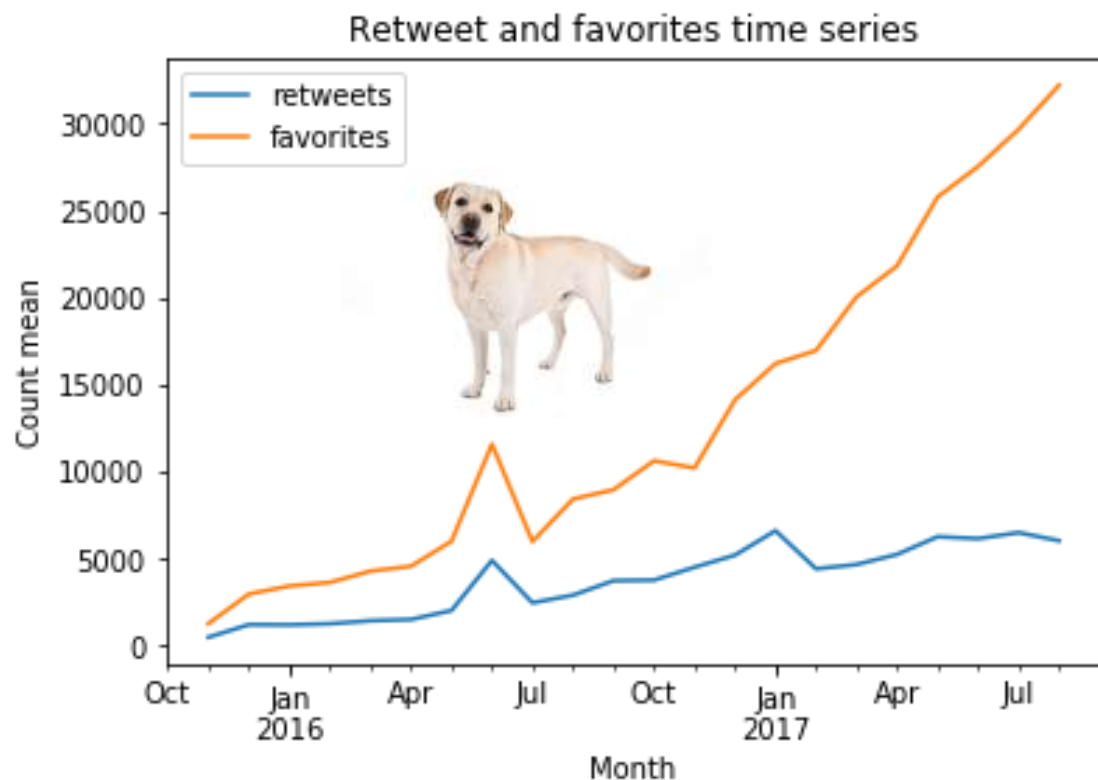 Retweet and favorites time series
retweets
favorites
30000
25000
20000
15000
10000
5000
0
Count mean
Oct Jan Apr Jul Oct Jan Apr Jul
2016 2017
Month